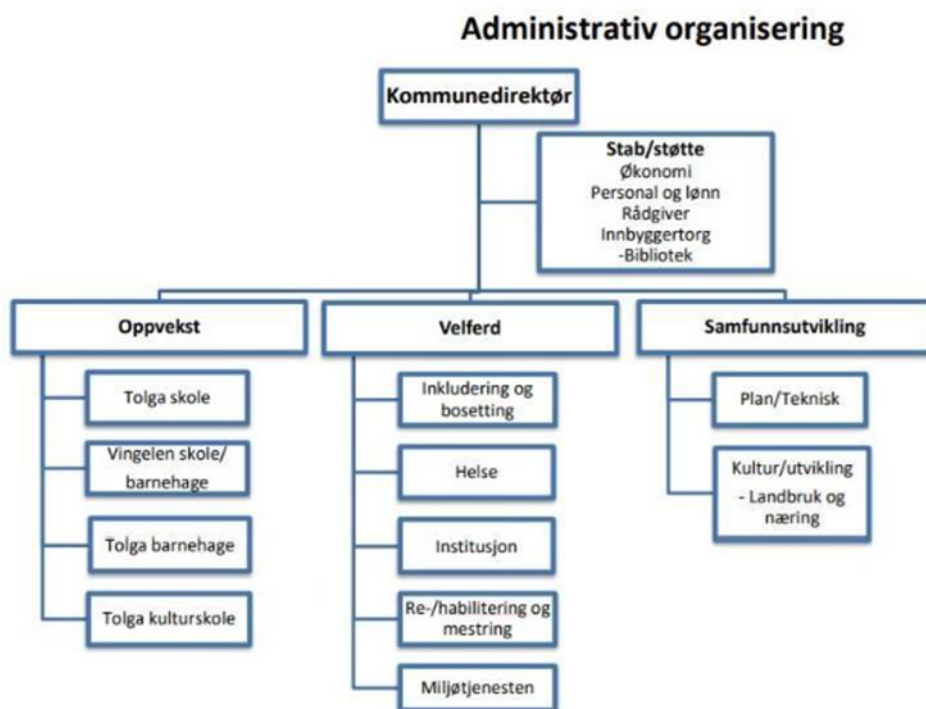 Administrativ organisering
Kommunedirektør
Stab/støtte
Økonomi
Personal og lønn
Rådgiver
Innbyggertorg
-Bibliotek
Oppvekst
Tolga skole
Vingelen skole/
barnehage
Tolga barnehage
Tolga kulturskole
Velferd
Inkludering og
bosetting
Helse
Institusjon
Re-/habilitering og
mestring
Miljøtjenesten
Samfunnsutvikling
Plan/Teknisk
Kultur/utvikling
- Landbruk og
næring